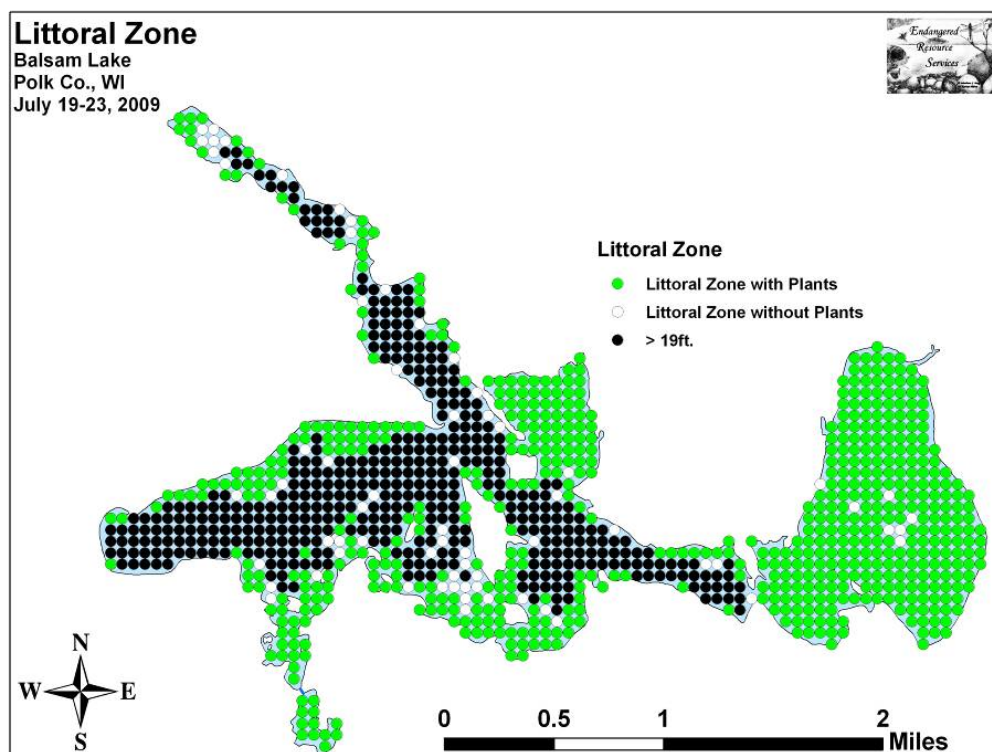 Littoral Zone
Balsam Lake
Polk Co., WI
July 19-23, 2009
Endangered
Resource
Services
Littoral Zone
Littoral Zone with Plants
Littoral Zone without Plants
> 19ft.
N
W E
S
0 0.5 1 2
Miles